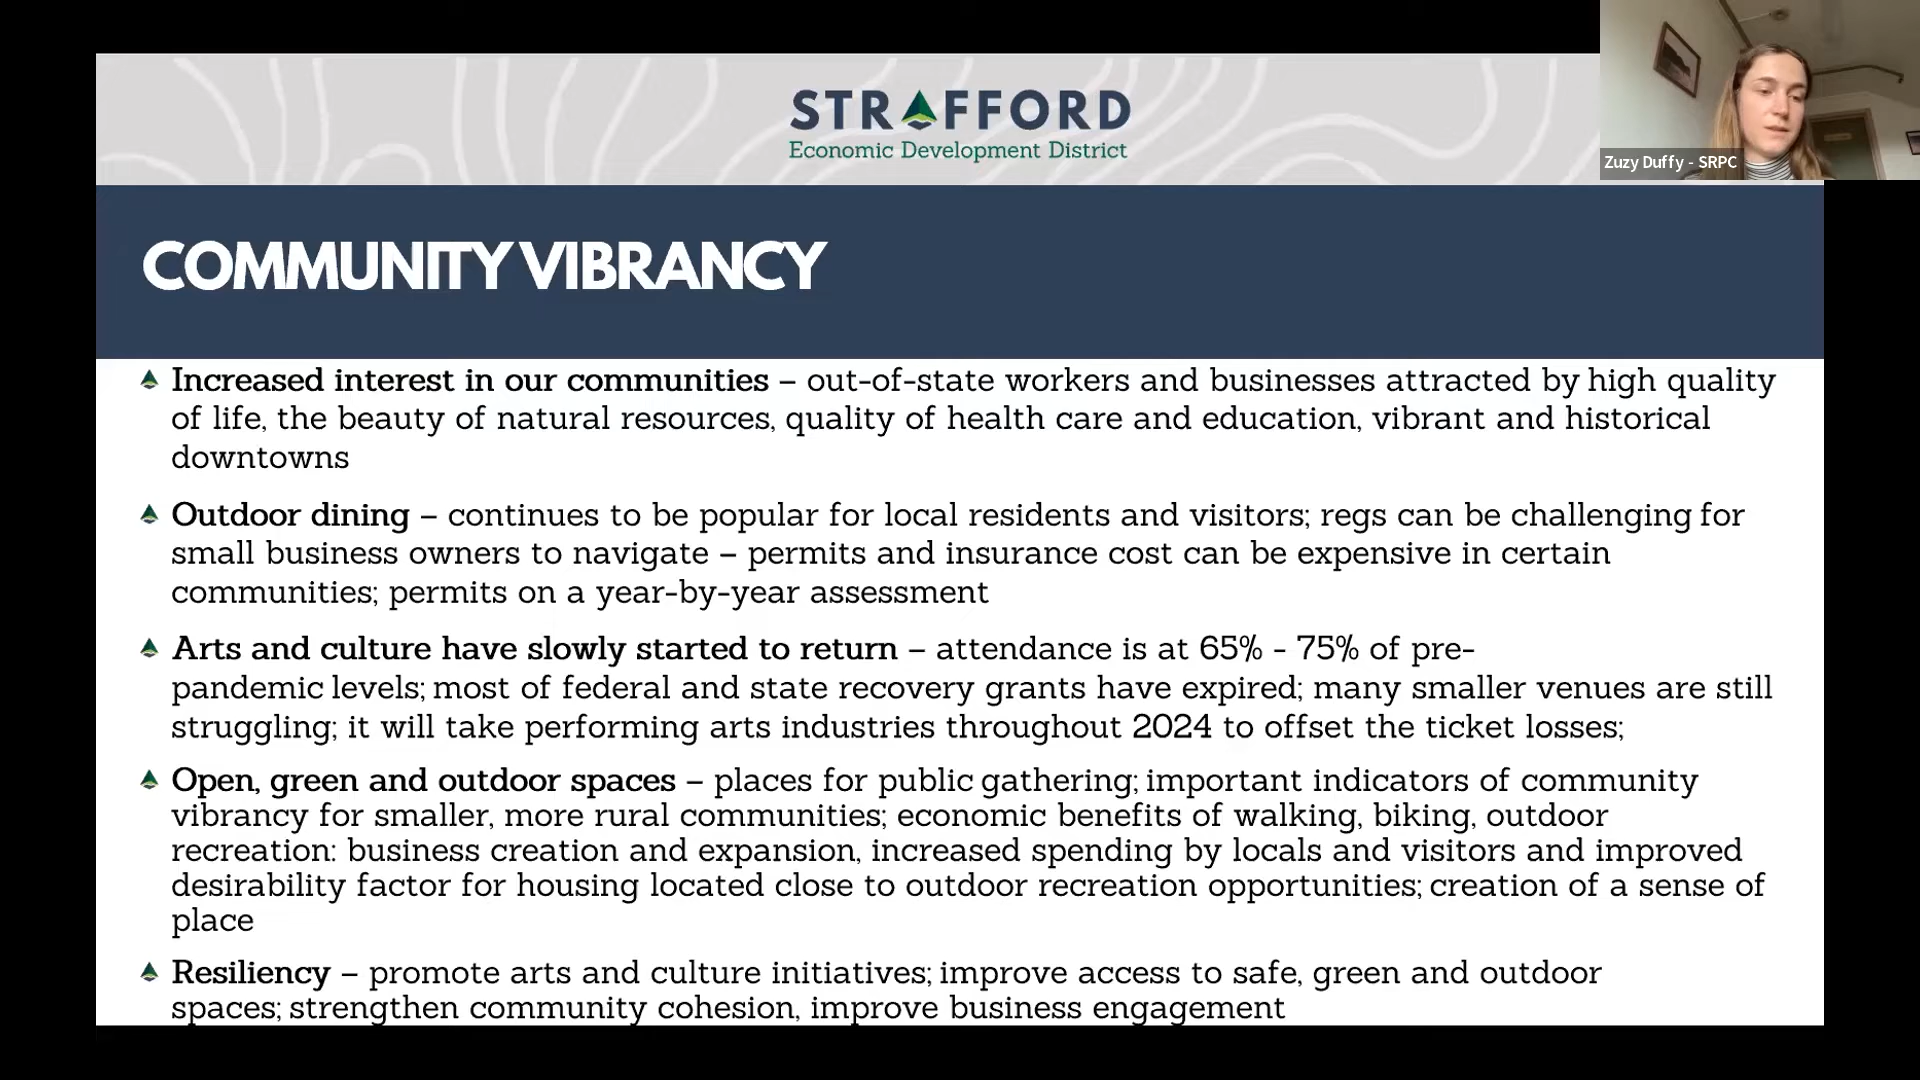 STRAFFORD
Economic Development District
Zuzy Duffy - SRPC
COMMUNITY VIBRANCY
Increased interest in our communities – out-of-state workers and businesses attracted by high quality
of life, the beauty of natural resources, quality of health care and education, vibrant and historical
downtowns
Outdoor dining – continues to be popular for local residents and visitors; regs can be challenging for
small business owners to navigate – permits and insurance cost can be expensive in certain
communities; permits on a year-by-year assessment
Arts and culture have slowly started to return – attendance is at 65% - 75% of pre-
pandemic levels; most of federal and state recovery grants have expired; many smaller venues are still
struggling; it will take performing arts industries throughout 2024 to offset the ticket losses;
Open, green and outdoor spaces – places for public gathering; important indicators of community
vibrancy for smaller, more rural communities; economic benefits of walking, biking, outdoor
recreation: business creation and expansion, increased spending by locals and visitors and improved
desirability factor for housing located close to outdoor recreation opportunities; creation of a sense of
place
Resiliency – promote arts and culture initiatives; improve access to safe, green and outdoor
spaces; strengthen community cohesion, improve business engagement